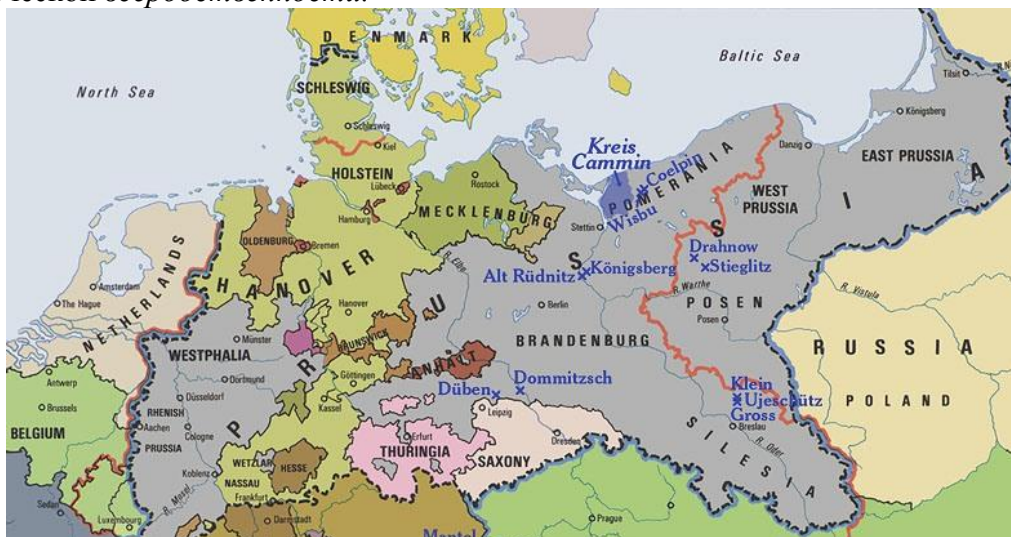 DENMARK
Baltic Sea
North Sea
SCHLESWIG
Tilsit
Königsberg
Schleswig
Kiel
Kreis
Cammin
Danzig
EAST PRUSSIA
HOLSTEIN
Rostock
Coelpin
POMERANIA
WEST
PRUSSIA
Lübeck
Hamburg
MECKLENBURG
Wisbu
Stettin
OLDENBURG
Bremen
R. Elbe
Drahnow
Stieglitz
HANOVER
Alt Rüdnitz
Königsberg
R. Warthe
R. Vistula
Amsterdam
The Hague
NETHERLANDS
Hanover
Berlin
POSEN
Posen
Münster
BRUNSWICK
BRANDENBURG
RUSSIA
WESTPHALIA
PRUSSIA
ANHALT
Antwerp
Dortmund
Göttingen
Düben
Dommitzsch
Klein
Ujeschütz
Gross
POLAND
Brussels
Düsseldorf
Kassel
Leipzig
RHENISH
PRUSSIA
BELGIUM
Aachen
Cologne
Erfurt
Dresden
Breslau
THURINGIA
SAXONY
SILESIA
R. Oder
WETZLAR
HESSE
NASSAU
Koblenz
R. Mosel
Frankfurt
Sedan
Luxembourg
Darmstadt
Prague